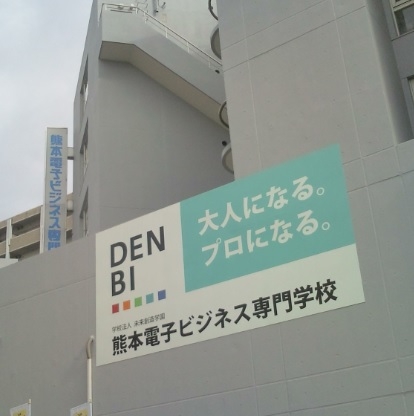 熊本電子ビジネス専門
DEN
BI
大人になる。
プロになる。
学校法人 未来創造学園
熊本電子ビジネス専門学校